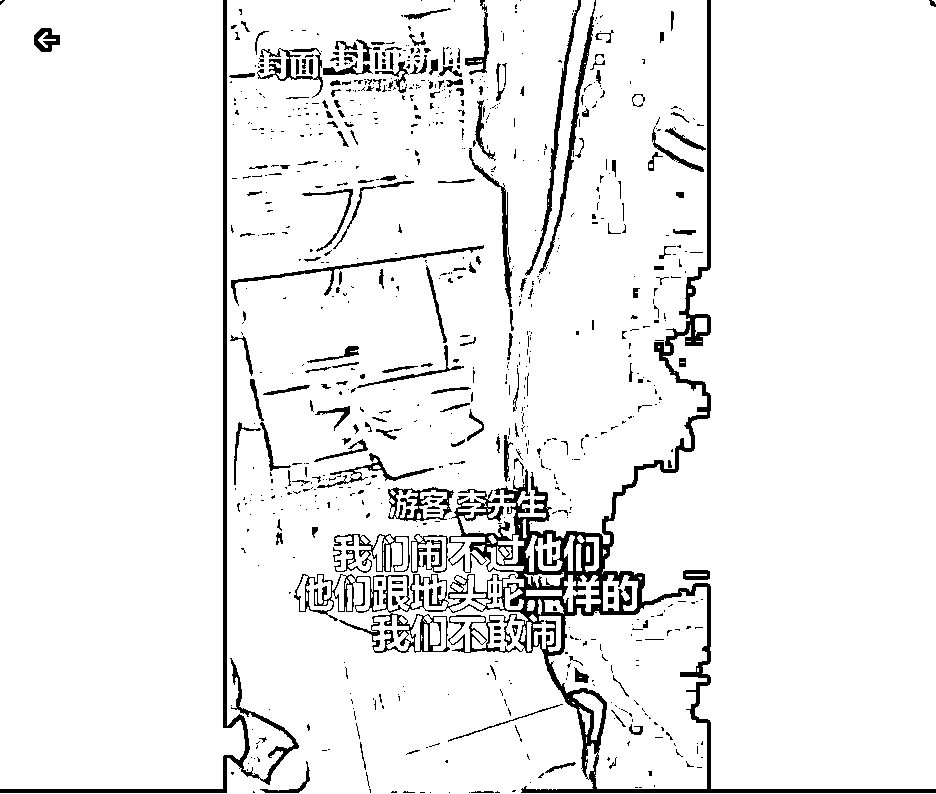 封面 封面新闻
游客 李先生
我们闹不过他们
他们跟地头蛇一样的
我们不敢闹